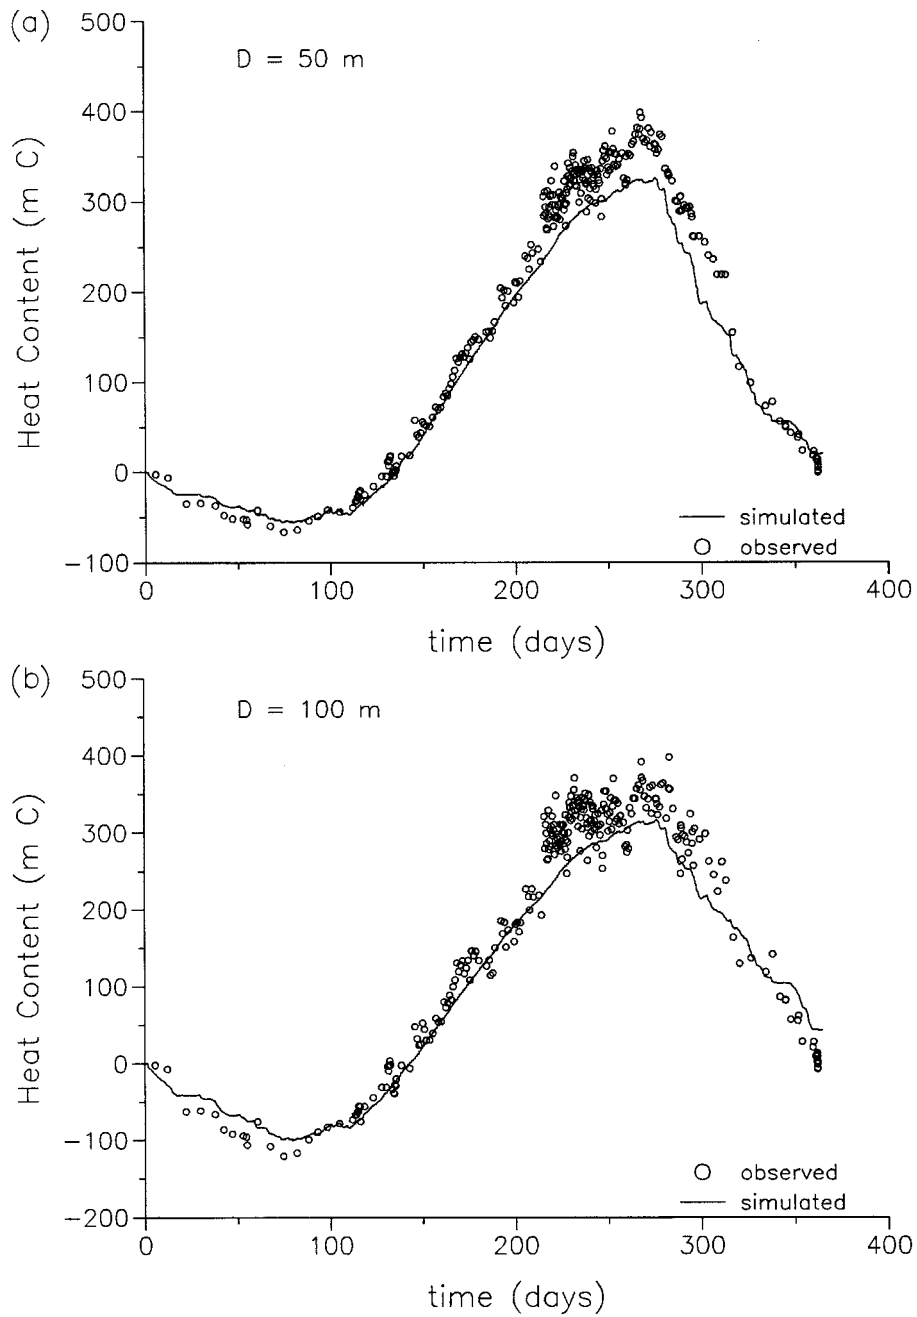 (a)
500
D = 50 m
400
300
200
100
0
−100
Heat Content (m C)
simulated
observed
0 100 200 300 400
time (days)
(b)
500
D = 100 m
400
300
200
100
0
−100
−200
Heat Content (m C)
observed
simulated
0 100 200 300 400
time (days)